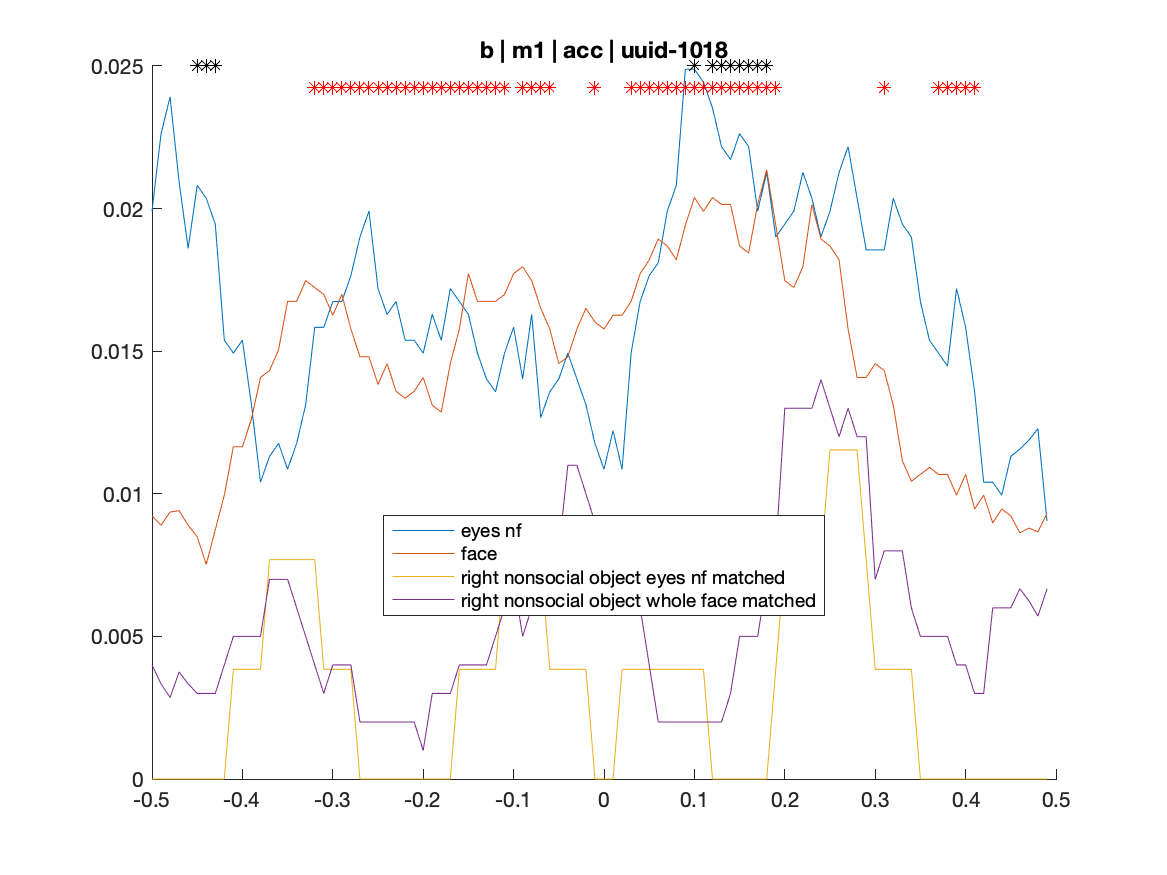 b | m1 | acc | uuid-1018
0.025
0.02
0.015
0.01
0.005
0
eyes nf
face
right nonsocial object eyes nf matched
right nonsocial object whole face matched
-0.5 -0.4 -0.3 -0.2 -0.1 0 0.1 0.2 0.3 0.4 0.5